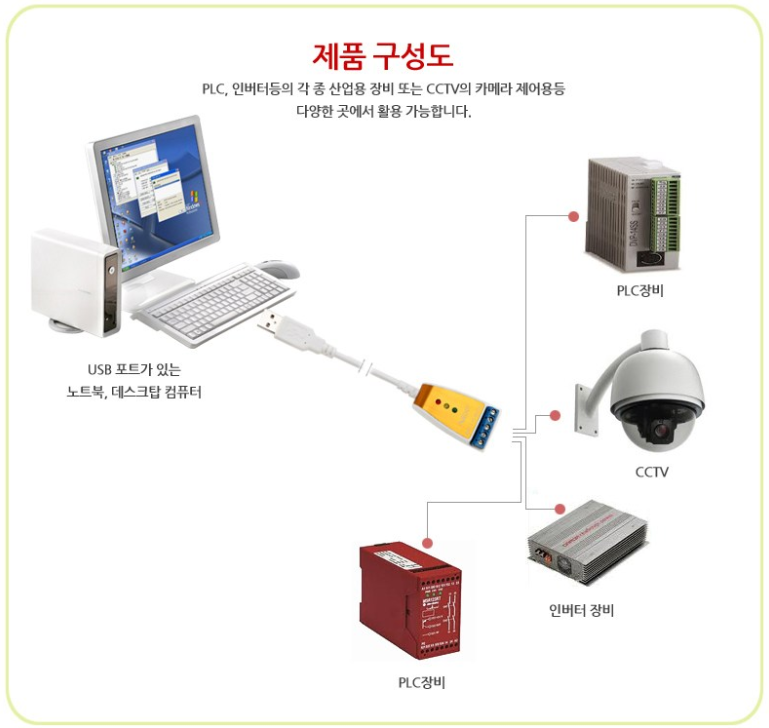 제품 구성도
PLC, 인버터등의 각 종 산업용 장비 또는 CCTV의 카메라 제어용등
다양한 곳에서 활용 가능합니다.
PLC장비
USB 포트가 있는
노트북, 데스크탑 컴퓨터
CCTV
인버터 장비
PLC장비